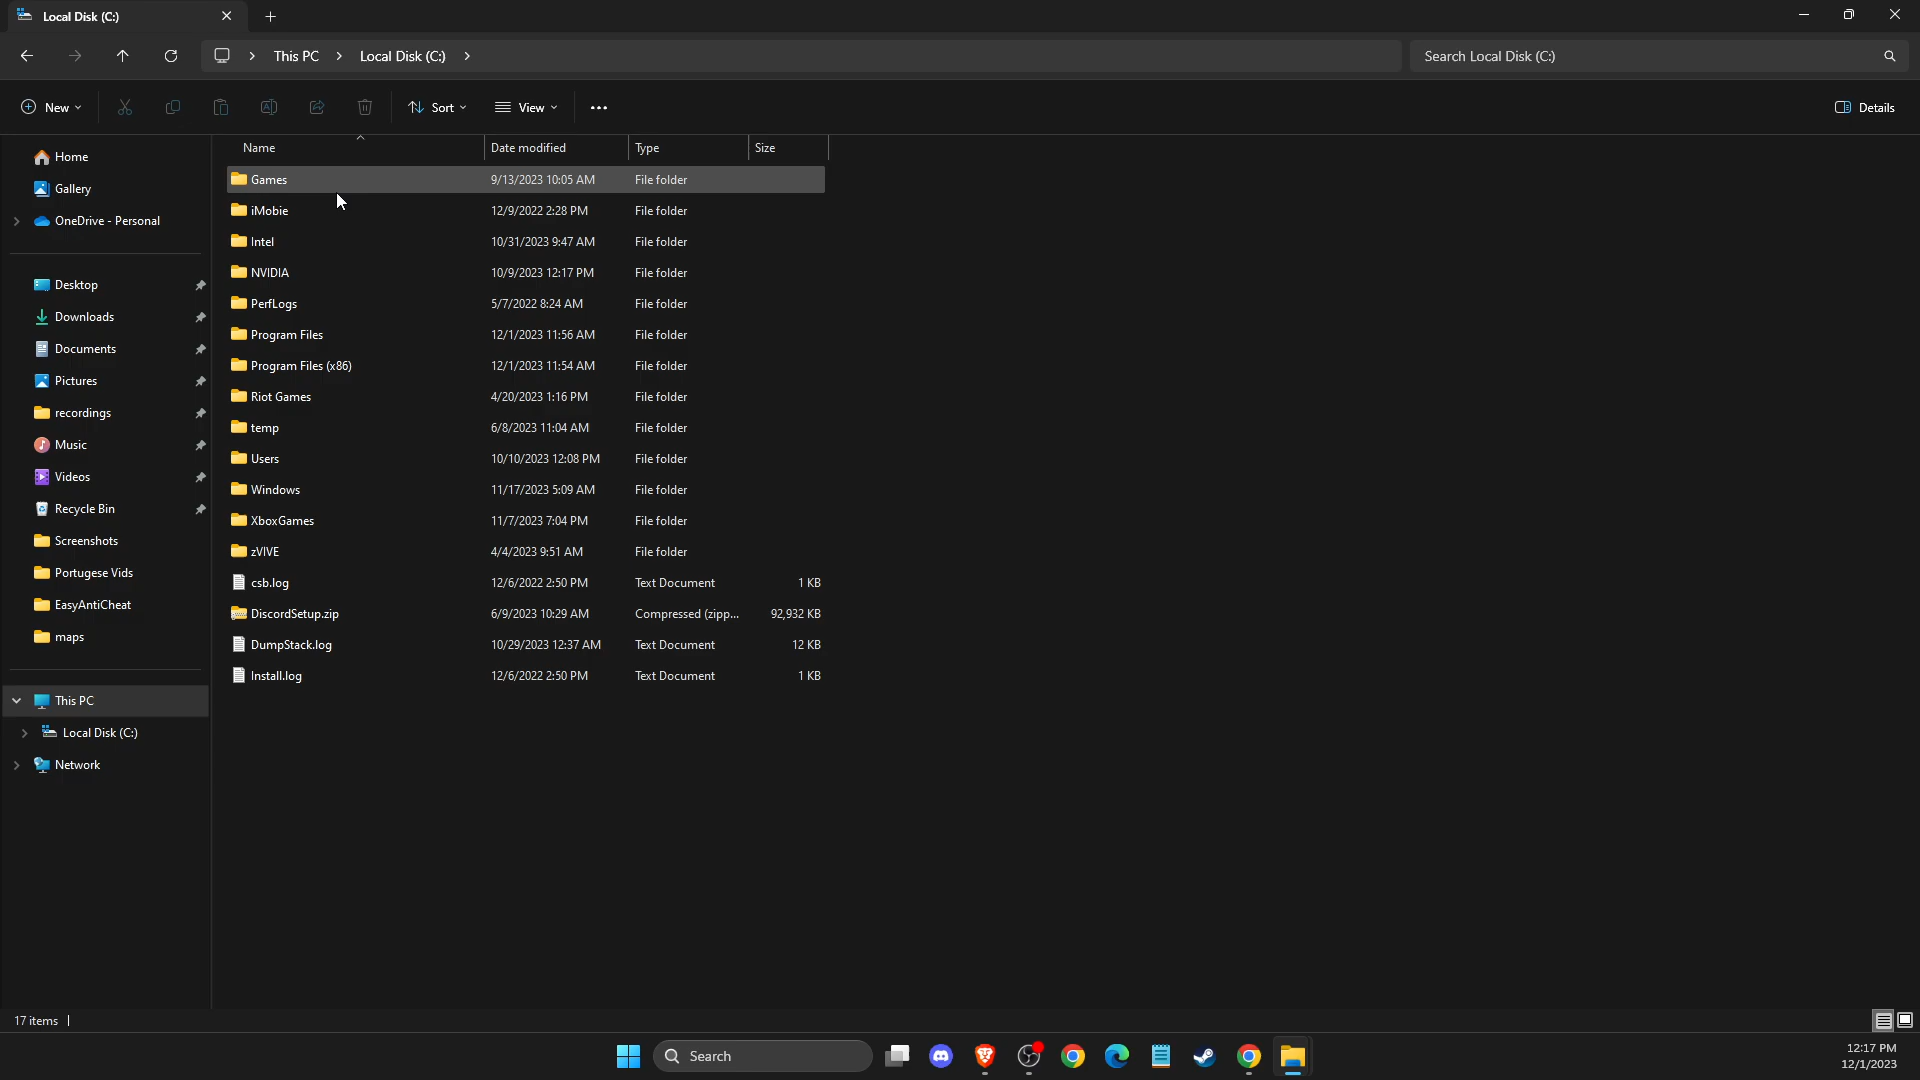 Local Disk (C:)
This PC Local Disk (C:)
Search Local Disk (C:)
New Sort View ••• Details
Name Date modified Type Size
Home
Gallery
OneDrive - Personal
Desktop
Downloads
Documents
Pictures
recordings
Music
Videos
Recycle Bin
Screenshots
Portugese Vids
EasyAntiCheat
maps
This PC
Local Disk (C:)
Network
Games 9/13/2023 10:05 AM File folder
iMobie 12/9/2022 2:28 PM File folder
Intel 10/31/2023 9:47 AM File folder
NVIDIA 10/9/2023 12:17 PM File folder
PerfLogs 5/7/2022 8:24 AM File folder
Program Files 12/1/2023 11:56 AM File folder
Program Files (x86) 12/1/2023 11:54 AM File folder
Riot Games 4/20/2023 1:16 PM File folder
temp 6/8/2023 11:04 AM File folder
Users 10/10/2023 12:08 PM File folder
Windows 11/17/2023 5:09 AM File folder
XboxGames 11/7/2023 7:04 PM File folder
zVIVE 4/4/2023 9:51 AM File folder
csb.log 12/6/2022 2:50 PM Text Document 1 KB
DiscordSetup.zip 6/9/2023 10:29 AM Compressed (zipp... 92,932 KB
DumpStack.log 10/29/2023 12:37 AM Text Document 12 KB
Install.log 12/6/2022 2:50 PM Text Document 1 KB
17 items
Search
12:17 PM
12/1/2023